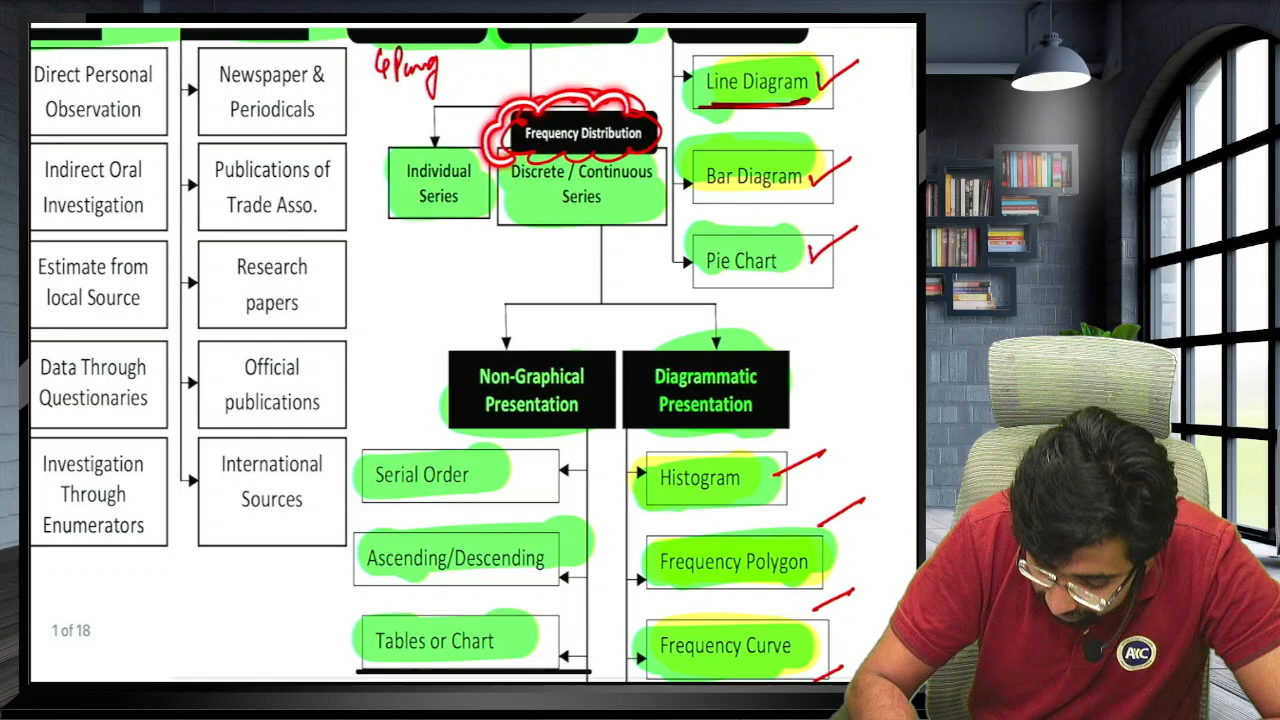 Direct Personal
Observation
Indirect Oral
Investigation
Estimate from
local Source
Data Through
Questionaries
Investigation
Through
Enumerators
1 of 18
Newspaper &
Periodicals
Publications of
Trade Asso.
Research
papers
Official
publications
International
Sources
Individual
Series
Frequency Distribution
Discrete / Continuous
Series
Line Diagram
Bar Diagram
Pie Chart
Non-Graphical
Presentation
Serial Order
Ascending/Descending
Tables or Chart
Diagrammatic
Presentation
Histogram
Frequency Polygon
Frequency Curve